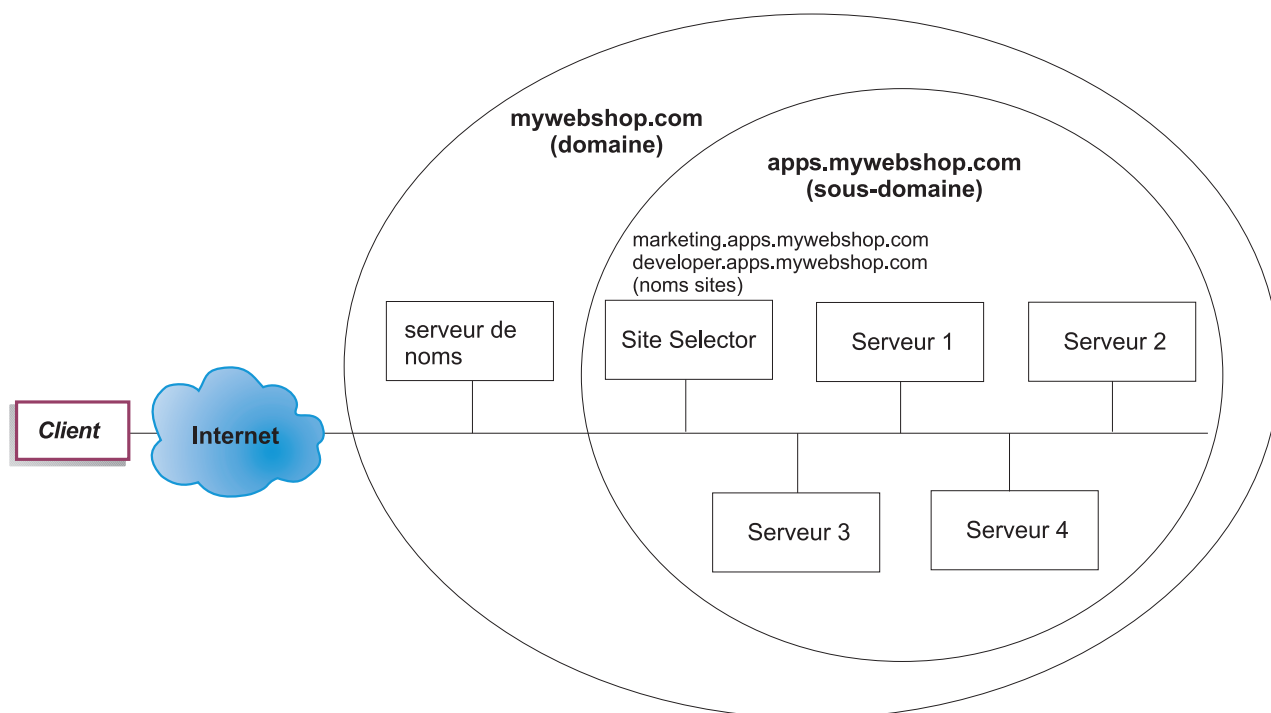 mywebshop.com
(domaine)
apps.mywebshop.com
(sous-domaine)
marketing.apps.mywebshop.com
developer.apps.mywebshop.com
(noms sites)
serveur de
noms
Site Selector
Serveur 1
Serveur 2
Client
Internet
Serveur 3
Serveur 4